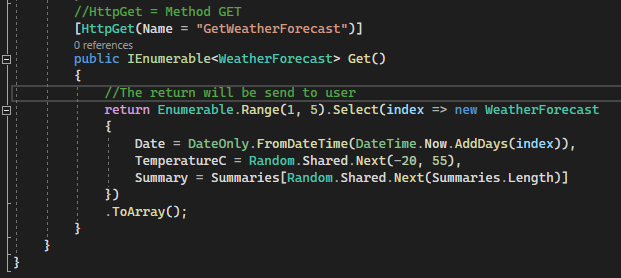 //HttpGet = Method GET
[HttpGet(Name = "GetWeatherForecast")]
0 references
public IEnumerable<WeatherForecast> Get()
{
//The return will be send to user
return Enumerable.Range(1, 5).Select(index => new WeatherForecast
{
Date = DateOnly.FromDateTime(DateTime.Now.AddDays(index)),
TemperatureC = Random.Shared.Next(-20, 55),
Summary = Summaries[Random.Shared.Next(Summaries.Length)]
})
.ToArray();
}
}
}